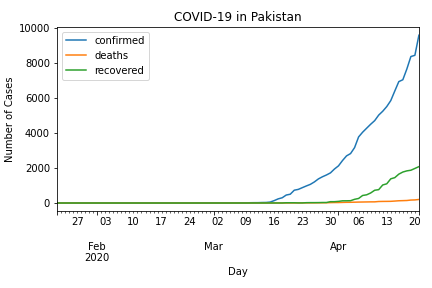 COVID-19 in Pakistan
10000
8000
6000
4000
2000
0
Number of Cases
confirmed
deaths
recovered
27 03 10 17 24 02 09 16 23 30 06 13 20
Feb Mar Apr
2020
Day